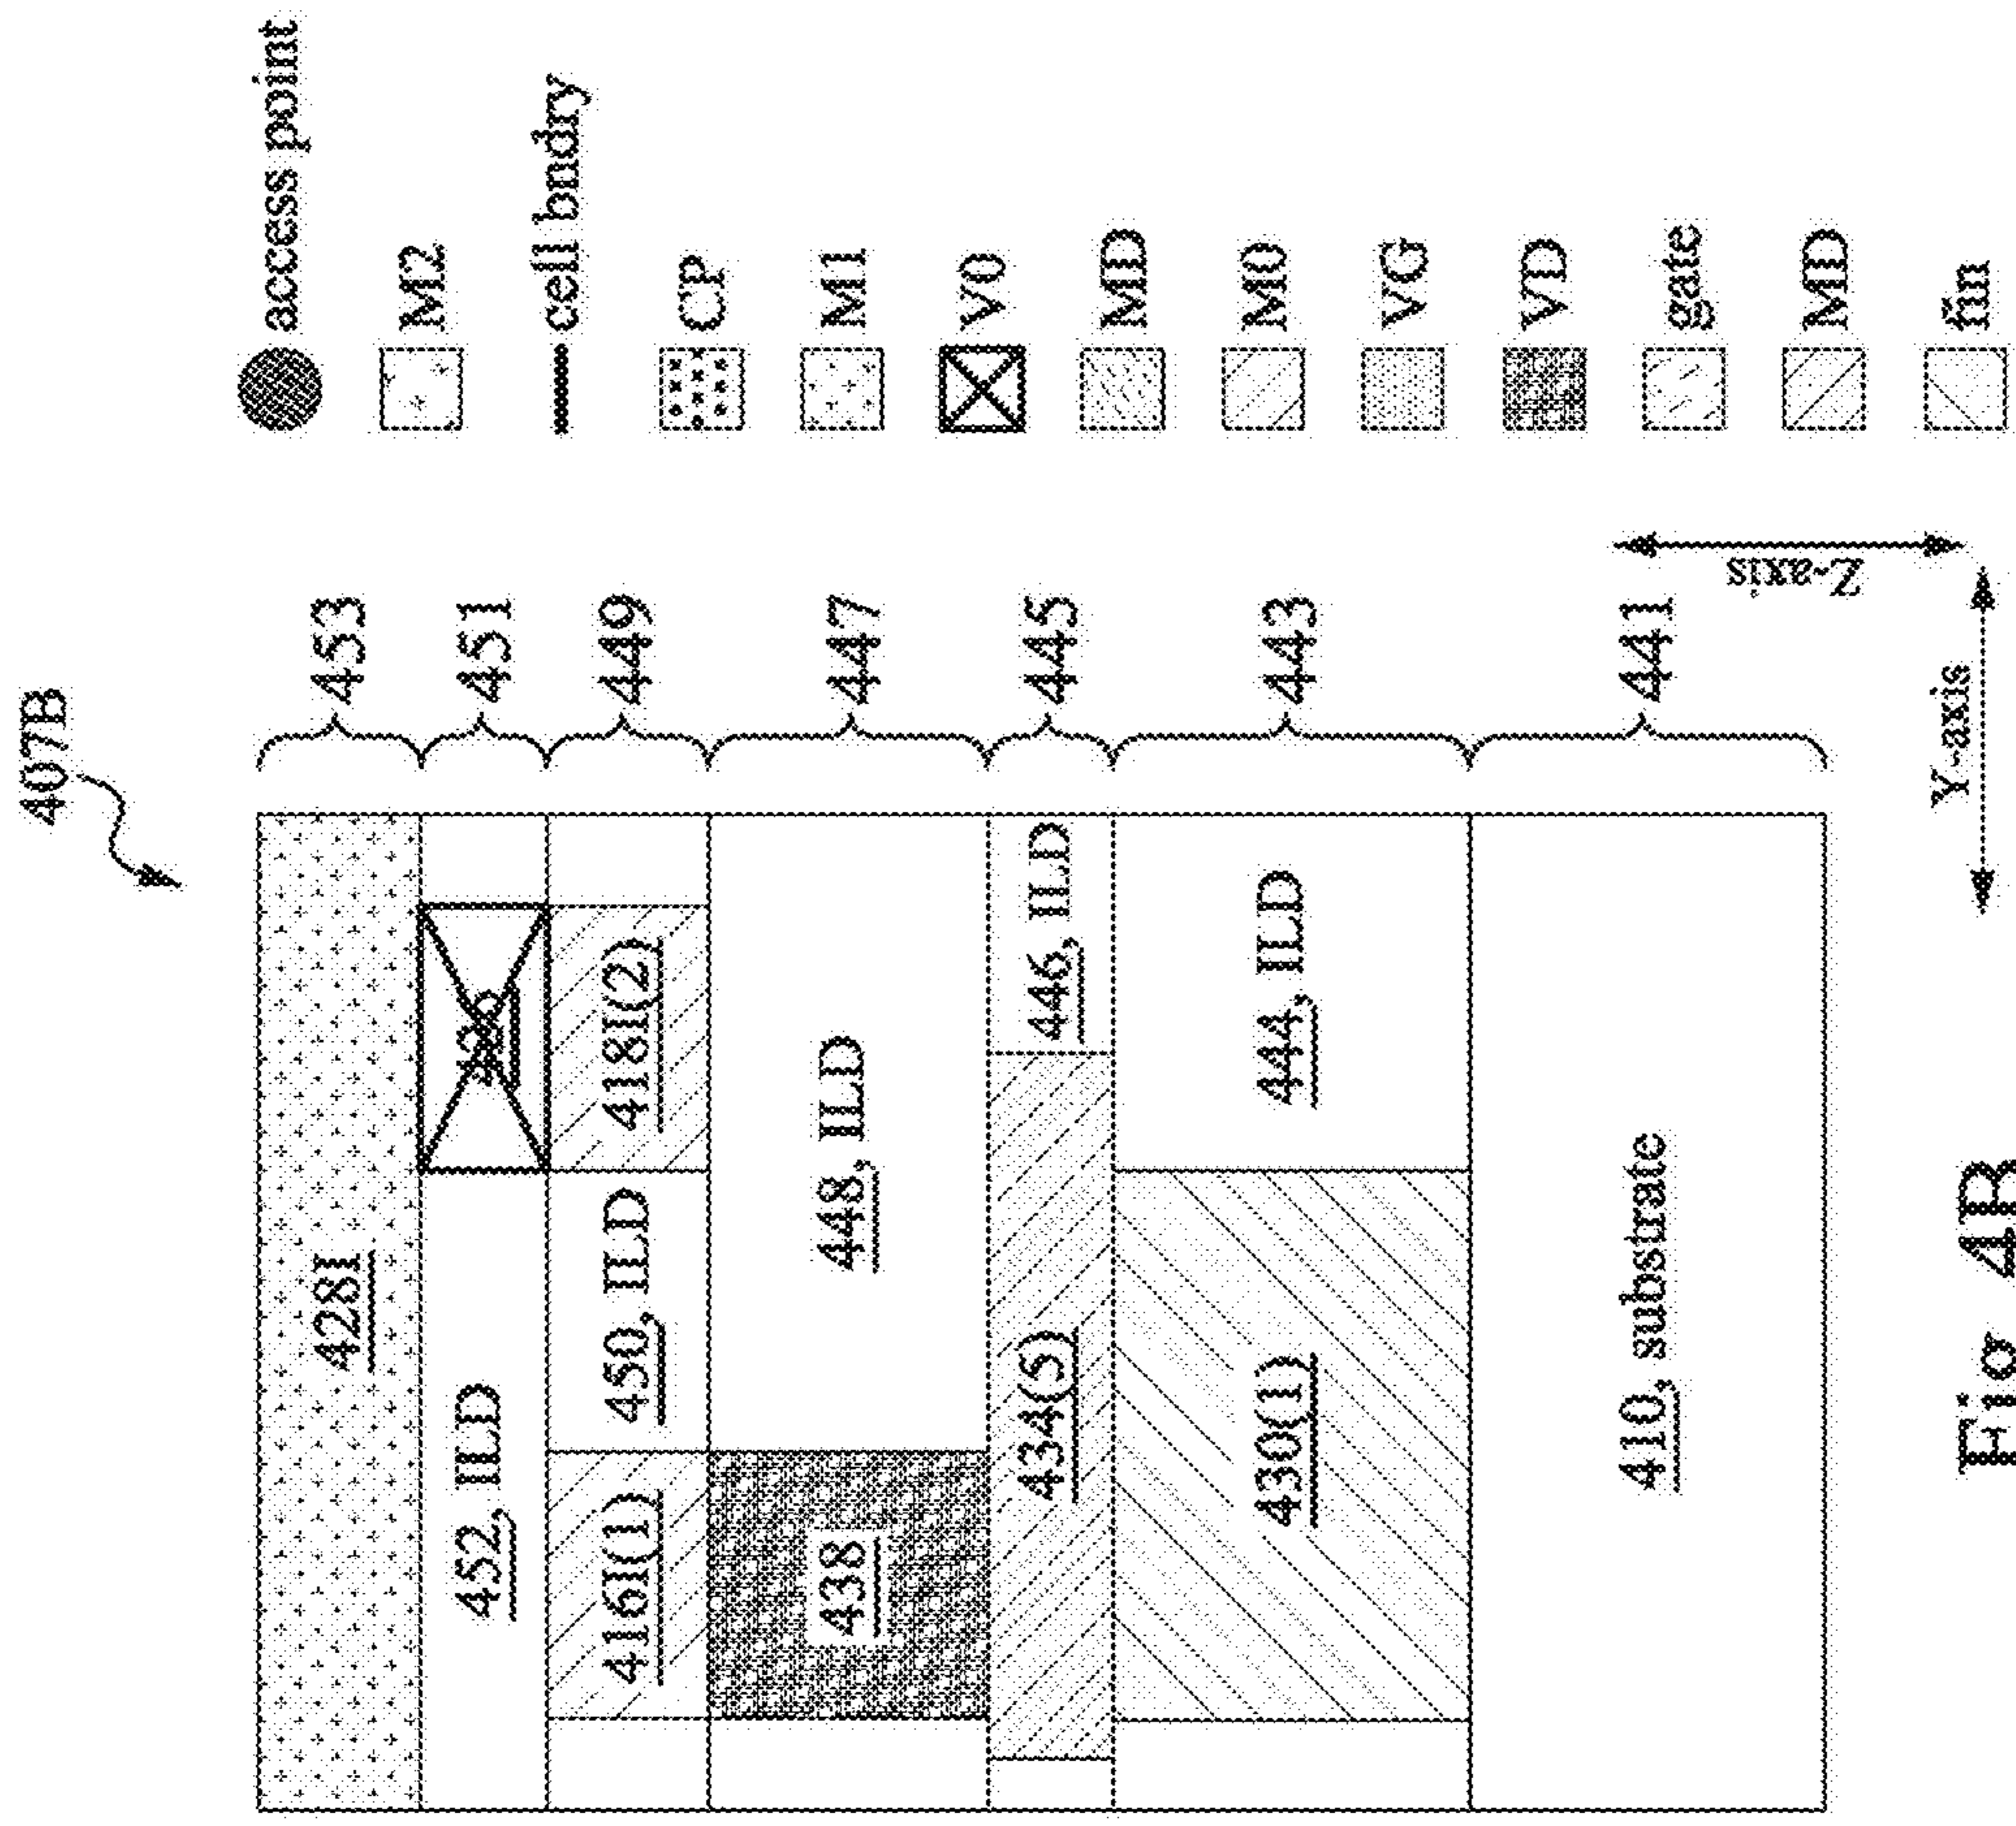 407B
428I
452, ILD
416I(1)
450, ILD
418I(2)
438
448, ILD
434(5)
446, ILD
430(1)
444, ILD
410, substrate
453
451
449
447
445
443
441
Y-axis
Z-axis
access point
M2
cell bndry
CP
M1
V0
MD
M0
VG
VD
gate
MD
fin
Fig. 4B